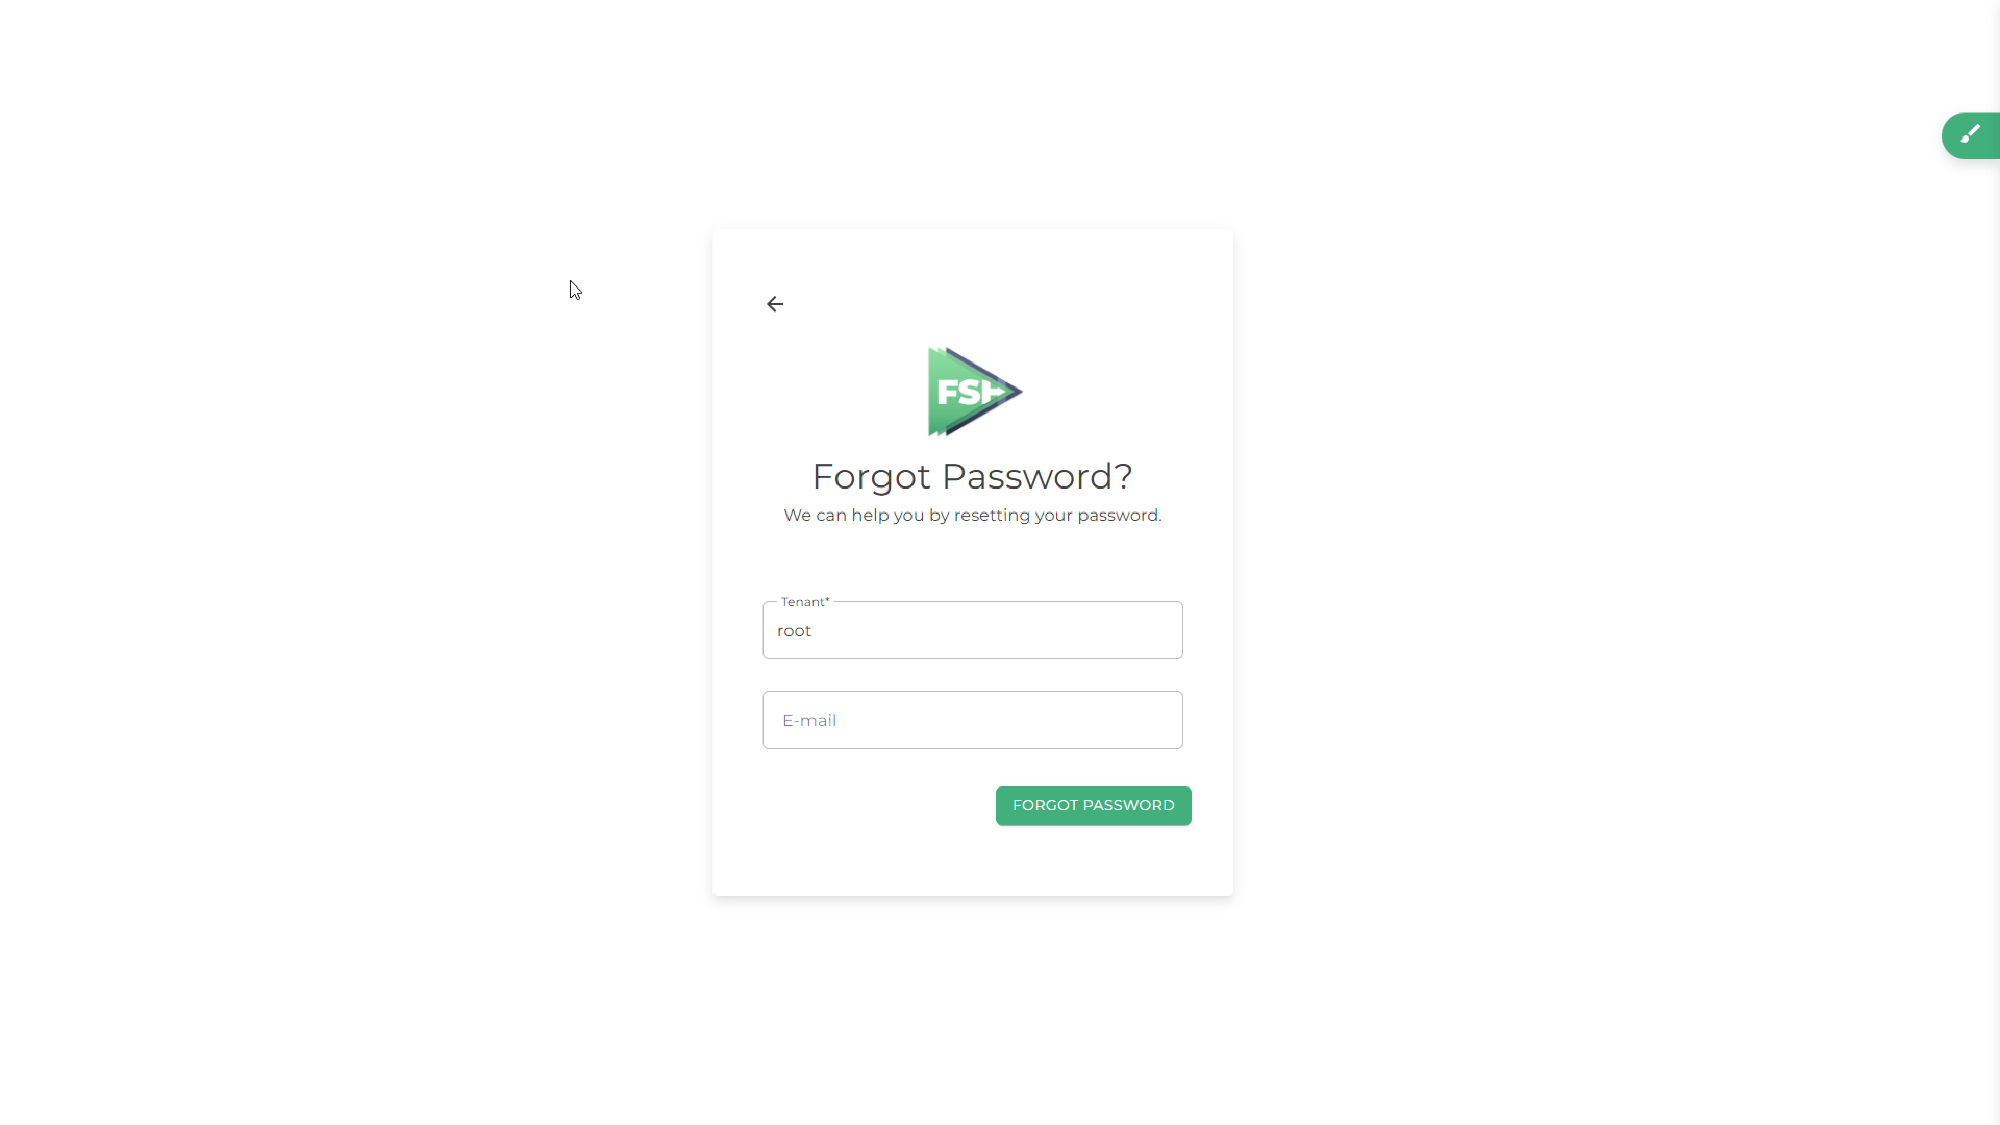 FSH
Forgot Password?
We can help you by resetting your password.
Tenant*
root
E-mail
FORGOT PASSWORD